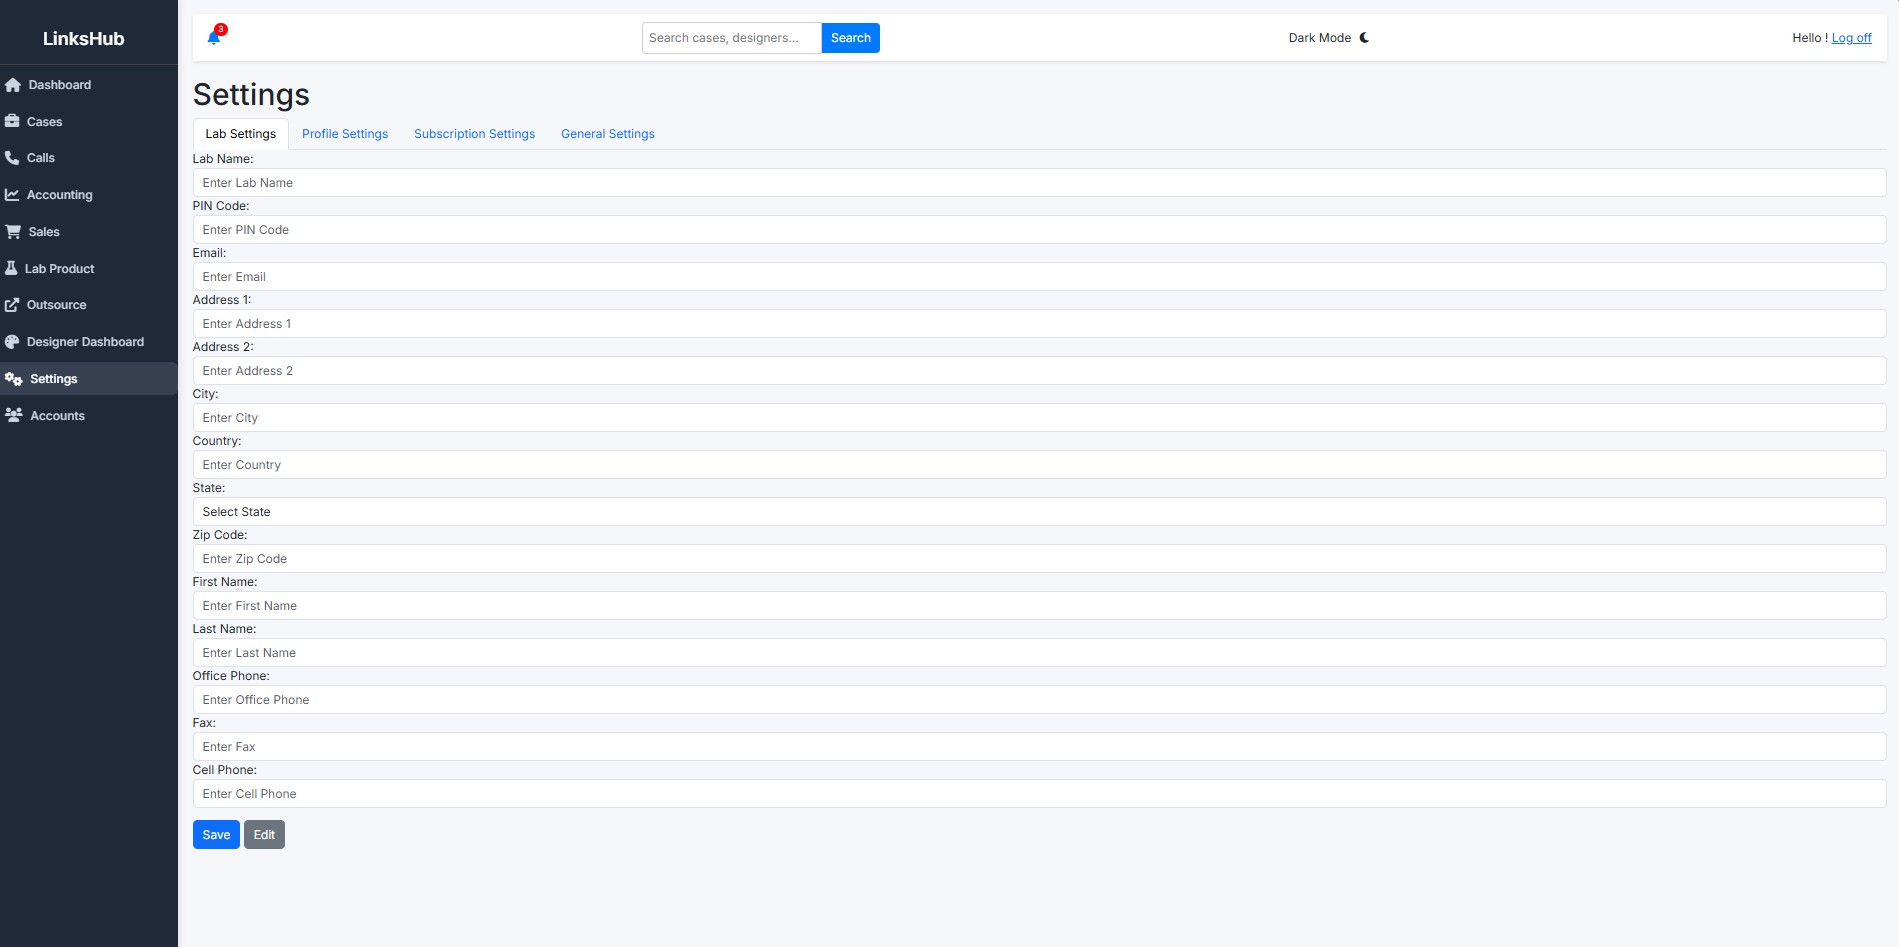 LinksHub
Dashboard
Cases
Calls
Accounting
Sales
Lab Product
Outsource
Designer Dashboard
Settings
Accounts
3
Search cases, designers...
Search
Dark Mode
Hello ! Log off
Settings
Lab Settings
Profile Settings
Subscription Settings
General Settings
Lab Name:
Enter Lab Name
PIN Code:
Enter PIN Code
Email:
Enter Email
Address 1:
Enter Address 1
Address 2:
Enter Address 2
City:
Enter City
Country:
Enter Country
State:
Select State
Zip Code:
Enter Zip Code
First Name:
Enter First Name
Last Name:
Enter Last Name
Office Phone:
Enter Office Phone
Fax:
Enter Fax
Cell Phone:
Enter Cell Phone
Save
Edit